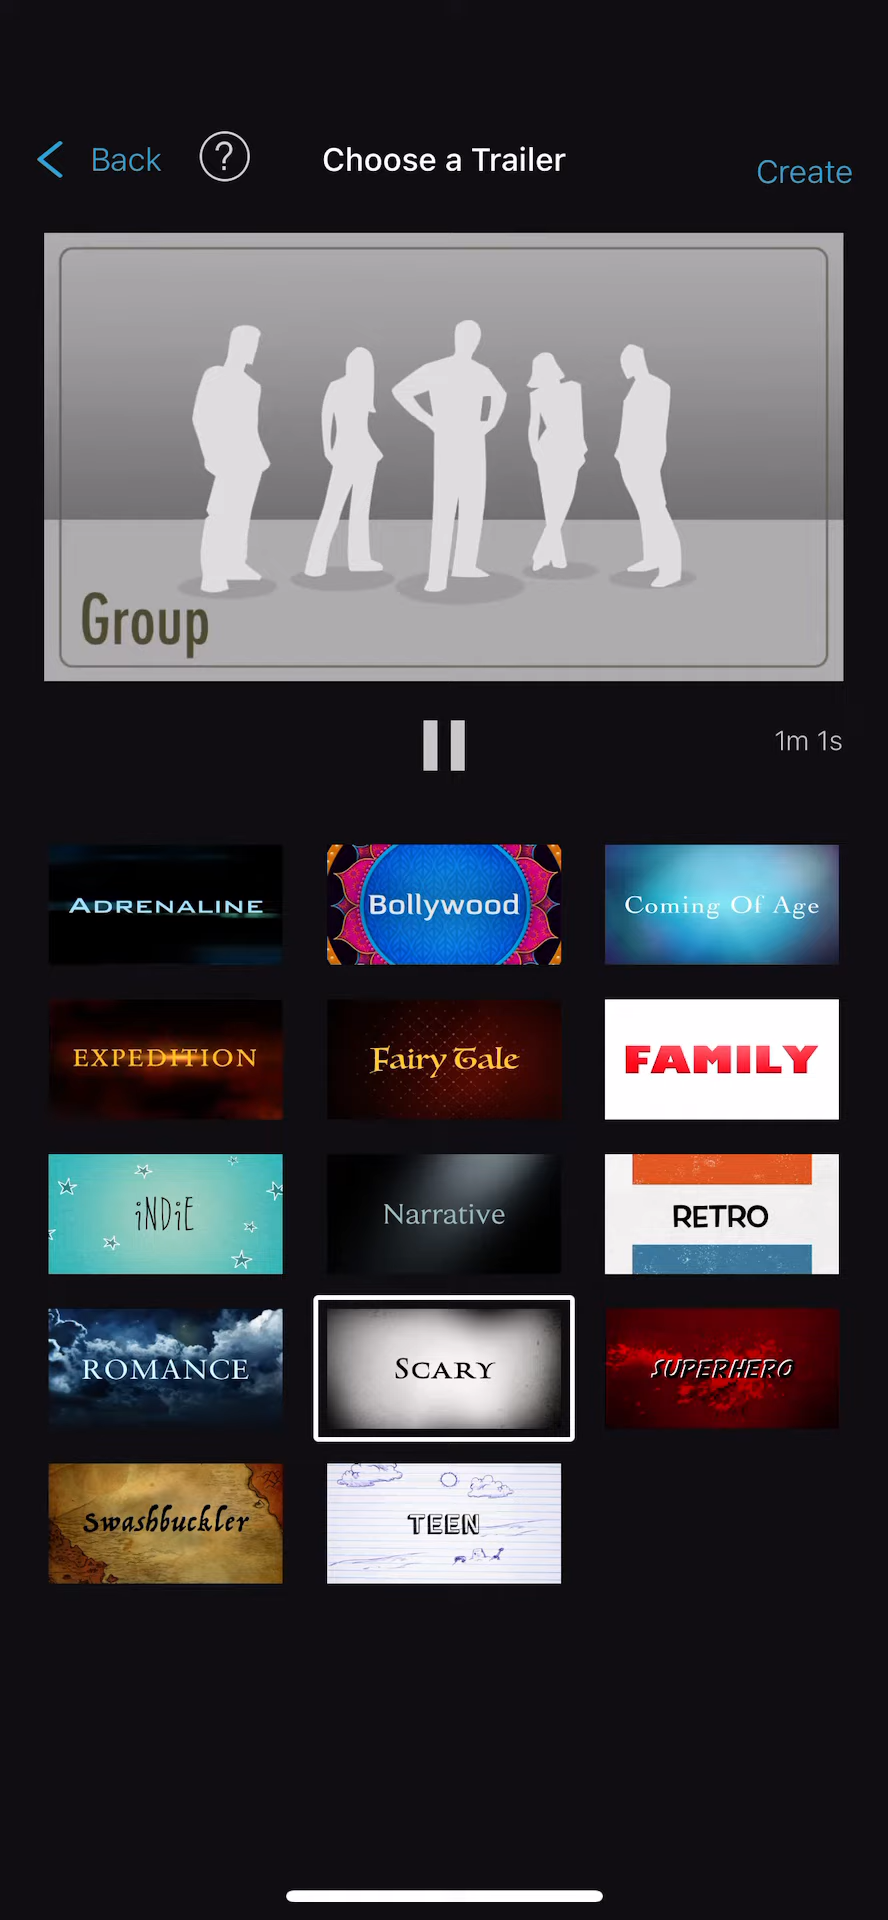 Back
?
Choose a Trailer
Create
Group
1m 1s
ADRENALINE
Bollywood
Coming Of Age
EXPEDITION
Fairy Tale
FAMILY
iNDiE
Narrative
RETRO
ROMANCE
SCARY
SUPERHERO
Swashbuckler
TEEN